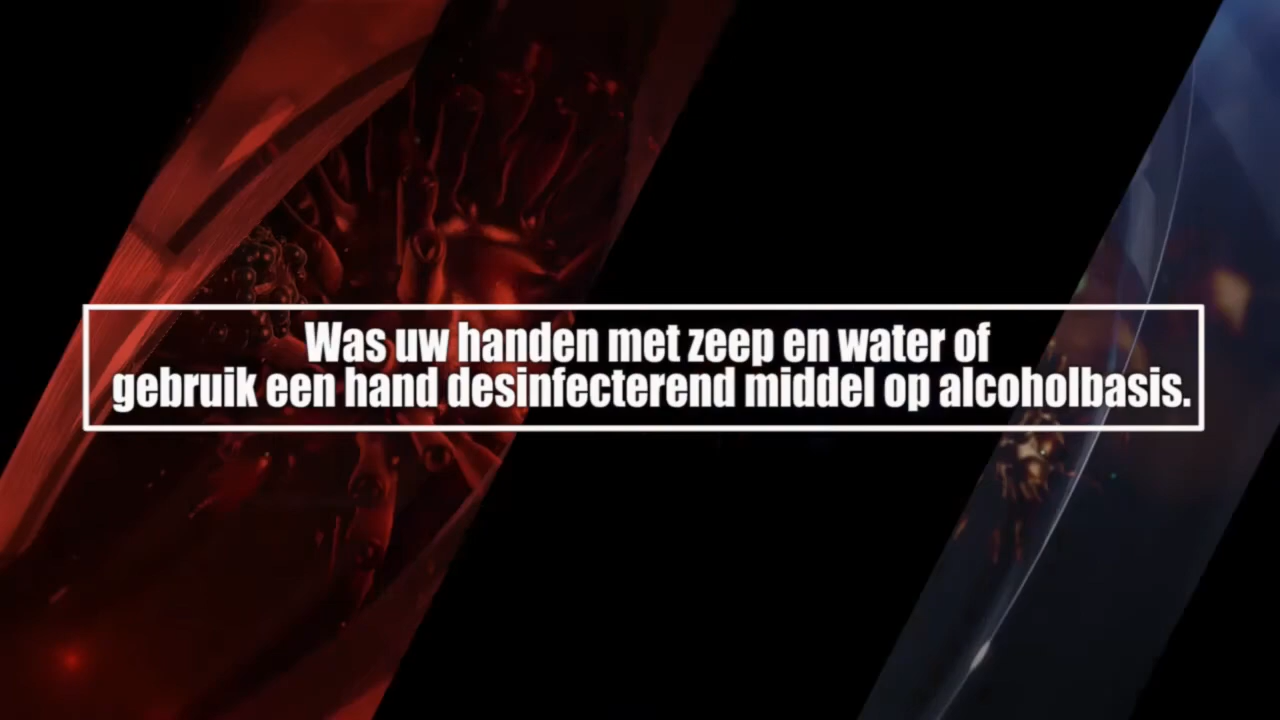 Was uw handen met zeep en water of
gebruik een hand desinfecterend middel op alcoholbasis.